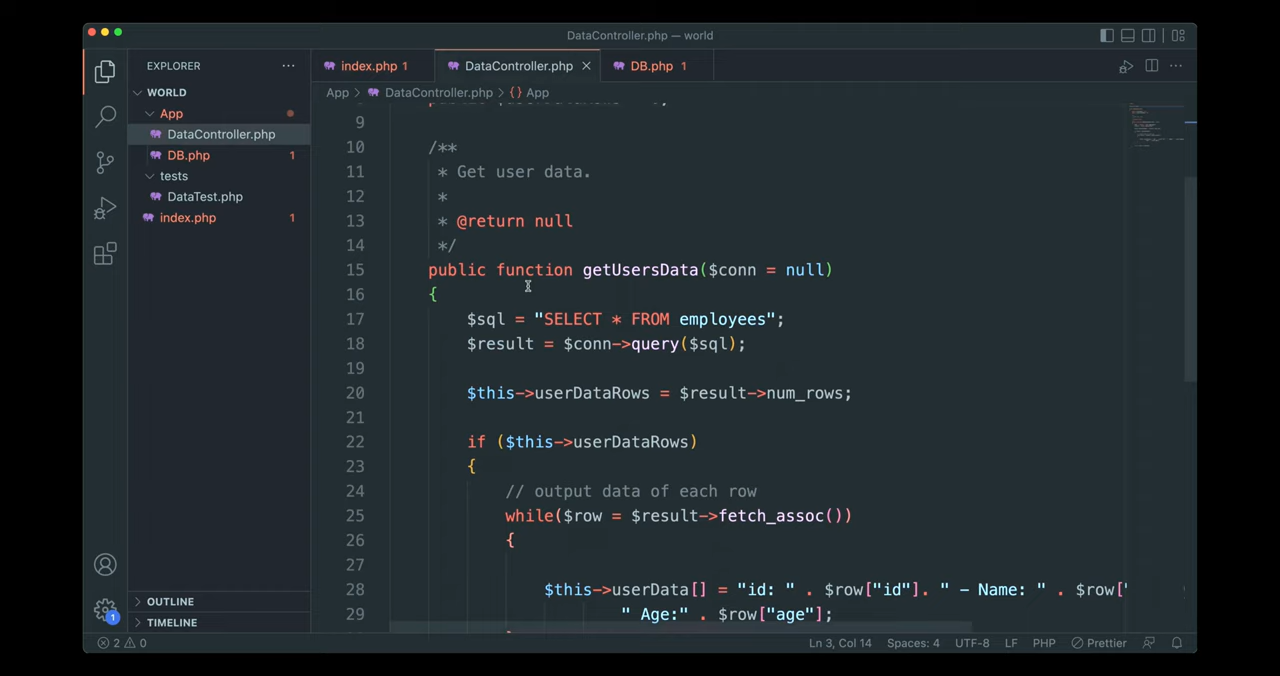 DataController.php — world
EXPLORER
WORLD
App
DataController.php
DB.php 1
tests
DataTest.php
index.php 1
OUTLINE
TIMELINE
index.php 1 DataController.php DB.php 1
App > DataController.php > {} App
9
10 /**
11 * Get user data.
12 *
13 * @return null
14 */
15 public function getUsersData($conn = null)
16 {
17 $sql = "SELECT * FROM employees";
18 $result = $conn->query($sql);
19
20 $this->userDataRows = $result->num_rows;
21
22 if ($this->userDataRows)
23 {
24 // output data of each row
25 while($row = $result->fetch_assoc())
26 {
27
28 $this->userData[] = "id: " . $row["id"]. " - Name: " . $row["
29 " Age:" . $row["age"];
1
2 0 Ln 3, Col 14 Spaces: 4 UTF-8 LF PHP Prettier